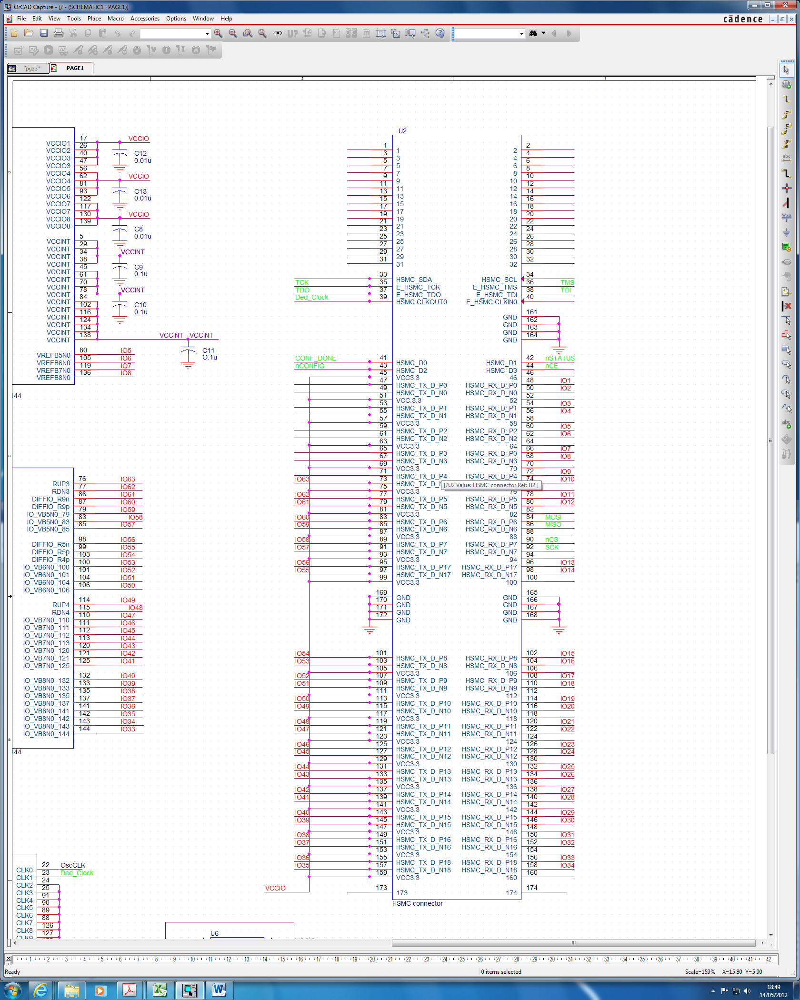 OrCAD Capture - [/ - (SCHEMATIC1 : PAGE1)]
File Edit View Tools Place Macro Accessories Options Window Help
cādence
fpga3* PAGE1
2 1
VCCIO1 17 VCCIO
VCCIO2 26
VCCIO3 40
VCCIO3 47
VCCIO4 56
VCCIO4 62 VCCIO
VCCIO5 81
VCCIO6 93
VCCIO7 122
VCCIO7 117
VCCIO8 130 VCCIO
VCCIO8 139
C12
0.01u
C13
0.01u
C8
0.01u
VCCINT 5
VCCINT 29
VCCINT 34 VCCINT
VCCINT 38
VCCINT 45
VCCINT 61
VCCINT 70
VCCINT 78 VCCINT
VCCINT 84
VCCINT 102
VCCINT 116
VCCINT 124
VCCINT 134
VCCINT 138 VCCINT VCCINT
C9
0.1u
C10
0.1u
C11
O.1u
VREFB5N0 80 IO5
VREFB6N0 105 IO6
VREFB7N0 119 IO7
VREFB8N0 136 IO8
144
RUP3 76 IO63
RDN3 77 IO62
DIFFIO_R9n 86 IO61
DIFFIO_R9p 87 IO60
IO_VB5N0_79 79 IO59
IO_VB5N0_83 83 IO58
IO_VB5N0_85 85 IO57
DIFFIO_R5n 98 IO56
DIFFIO_R5p 99 IO55
DIFFIO_R4p 103 IO54
IO_VB6N0_100 100 IO53
IO_VB6N0_101 101 IO52
IO_VB6N0_104 104 IO51
IO_VB6N0_106 106 IO50
RUP4 114 IO49
RDN4 115 IO48
IO_VB7N0_110 110 IO47
IO_VB7N0_111 111 IO46
IO_VB7N0_112 112 IO45
IO_VB7N0_113 113 IO44
IO_VB7N0_120 120 IO43
IO_VB7N0_121 121 IO42
IO_VB7N0_125 125 IO41
IO_VB8N0_132 132 IO40
IO_VB8N0_133 133 IO39
IO_VB8N0_135 135 IO38
IO_VB8N0_137 137 IO37
IO_VB8N0_141 141 IO36
IO_VB8N0_142 142 IO35
IO_VB8N0_143 143 IO34
IO_VB8N0_144 144 IO33
144
CLK0 22 OscCLK
CLK1 23 Ded_Clock
CLK2 24
CLK3 25
CLK4 91
CLK5 90
CLK6 89
CLK7 88
CLK8 126
CLK9 127
U2
1 1 2 2
3 3 4 4
5 5 6 6
7 7 8 8
9 9 10 10
11 11 12 12
13 13 14 14
15 15 16 16
17 17 18 18
19 19 20 20
21 21 22 22
23 23 24 24
25 25 26 26
27 27 28 28
29 29 30 30
31 31 32 32
33 HSMC_SDA HSMC_SCL 34
TCK 35 E_HSMC_TCK E_HSMC_TMS 36 TMS
TDO 37 E_HSMC_TDO E_HSMC_TDI 38 TDI
Ded_Clock 39 HSMC CLKOUT0 E_HSMC CLKIN0 40
GND 161
GND 162
GND 163
GND 164
CONF_DONE 41 HSMC_D0 HSMC_D1 42 nSTATUS
nCONFIG 43 HSMC_D2 HSMC_D3 44 nCE
45 VCC3.3 46 46
47 HSMC_TX_D_P0 HSMC_RX_D_P0 48 IO1
49 HSMC_TX_D_N0 HSMC_RX_D_N0 50 IO2
51 VCC.3.3 52 52
53 HSMC_TX_D_P1 HSMC_RX_D_P1 54 IO3
55 HSMC_TX_D_N1 HSMC_RX_D_N1 56 IO4
57 VCC3.3 58 58
59 HSMC_TX_D_P2 HSMC_RX_D_P2 60 IO5
61 HSMC_TX_D_N2 HSMC_RX_D_N2 62 IO6
63 VCC3.3 64 64
65 HSMC_TX_D_P3 HSMC_RX_D_P3 66 IO7
67 HSMC_TX_D_N3 HSMC_RX_D_N3 68 IO8
69 VCC3.3 70 70
71 HSMC_TX_D_P4 HSMC_RX_D_P4 72 IO9
IO63 73 HSMC_TX_D_N 74 IO10
[/U2 Value: HSMC connector Ref: U2 ]
75 VCC3.3 76
IO62 77 HSMC_TX_D_P5 HSMC_RX_D_P5 78 IO11
IO61 79 HSMC_TX_D_N5 HSMC_RX_D_N5 80 IO12
81 VCC3.3 82 82
IO60 83 HSMC_TX_D_P6 HSMC_RX_D_P6 84 MOSI
IO59 85 HSMC_TX_D_N6 HSMC_RX_D_N6 86 MISO
87 VCC3.3 88 88
IO58 89 HSMC_TX_D_P7 HSMC_RX_D_P7 90 nCS
IO57 91 HSMC_TX_D_N7 HSMC_RX_D_N7 92 SCK
93 VCC3.3 94 94
IO56 95 HSMC_TX_D_P17 HSMC_RX_D_P17 96 IO13
IO55 97 HSMC_TX_D_N17 HSMC_RX_D_N17 98 IO14
99 VCC3.3 100 100
169 GND GND 165
170 GND GND 166
171 GND GND 167
172 GND GND 168
IO54 101 HSMC_TX_D_P8 HSMC_RX_D_P8 102 IO15
IO53 103 HSMC_TX_D_N8 HSMC_RX_D_N8 104 IO16
105 VCC3.3 106 106
IO52 107 HSMC_TX_D_P9 HSMC_RX_D_P9 108 IO17
IO51 109 HSMC_TX_D_N9 HSMC_RX_D_N9 110 IO18
111 VCC3.3 112 112
IO50 113 HSMC_TX_D_P10 HSMC_RX_D_P10 114 IO19
IO49 115 HSMC_TX_D_N10 HSMC_RX_D_N10 116 IO20
117 VCC3.3 118 118
IO48 119 HSMC_TX_D_P11 HSMC_RX_D_P11 120 IO21
IO47 121 HSMC_TX_D_N11 HSMC_RX_D_N11 122 IO22
123 VCC3.3 124 124
IO46 125 HSMC_TX_D_P12 HSMC_RX_D_P12 126 IO23
IO45 127 HSMC_TX_D_N12 HSMC_RX_D_N12 128 IO24
129 VCC3.3 130 130
IO44 131 HSMC_TX_D_P13 HSMC_RX_D_P13 132 IO25
IO43 133 HSMC_TX_D_N13 HSMC_RX_D_N13 134 IO26
135 VCC3.3 136 136
IO42 137 HSMC_TX_D_P14 HSMC_RX_D_P14 138 IO27
IO41 139 HSMC_TX_D_N14 HSMC_RX_D_N14 140 IO28
141 VCC3.3 142 142
IO40 143 HSMC_TX_D_P15 HSMC_RX_D_P15 144 IO29
IO39 145 HSMC_TX_D_N15 HSMC_RX_D_N15 146 IO30
147 VCC3.3 148 148
IO38 149 HSMC_TX_D_P16 HSMC_RX_D_P16 150 IO31
IO37 151 HSMC_TX_D_N16 HSMC_RX_D_N16 152 IO32
153 VCC3.3 154 154
IO36 155 HSMC_TX_D_P18 HSMC_RX_D_P18 156 IO33
IO35 157 HSMC_TX_D_N18 HSMC_RX_D_N18 158 IO34
159 VCC3.3 160 160
VCCIO 173 173 174 174
HSMC connector
U6
1 2 3 4 5 6 7 8 9 10 11 12 13 14 15 16 17 18 19 20 21 22 23 24 25 26 27 28 29 30 31 32 33 34 35 36 37 38 39 40 41 42
Ready 0 items selected Scale=159% X=15.80 Y=5.90
18:49
14/05/2012